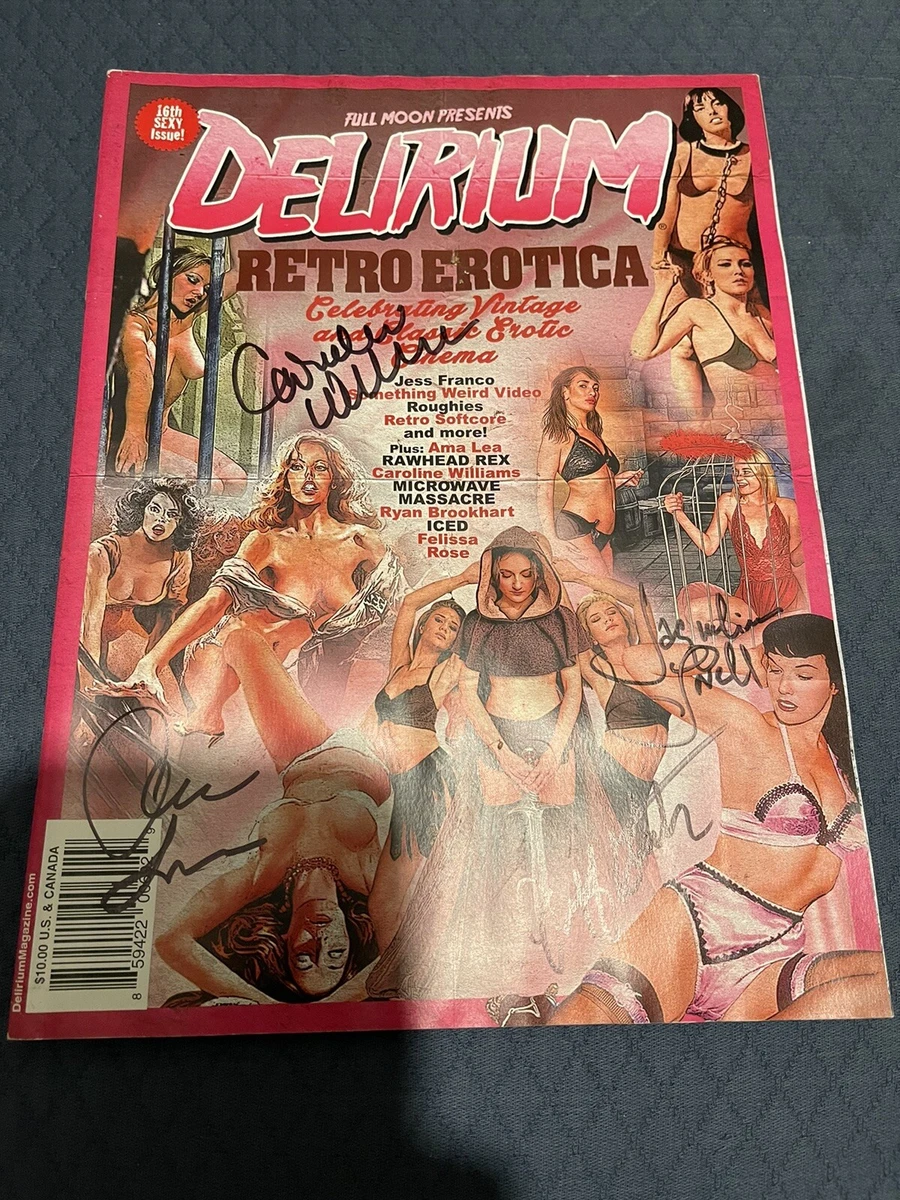 16th
SEXY
Issue!
FULL MOON PRESENTS
DELIRIUM
RETRO EROTICA
Celebrating Vintage
and Classic Erotic
Cinema
Caroline
Williams
Jess Franco
Something Weird Video
Roughies
Retro Softcore
and more!
Plus: Ama Lea
RAWHEAD REX
Caroline Williams
MICROWAVE
MASSACRE
Ryan Brookhart
ICED
Felissa
Rose
DeliriumMagazine.com
$10.00 U.S. & CANADA